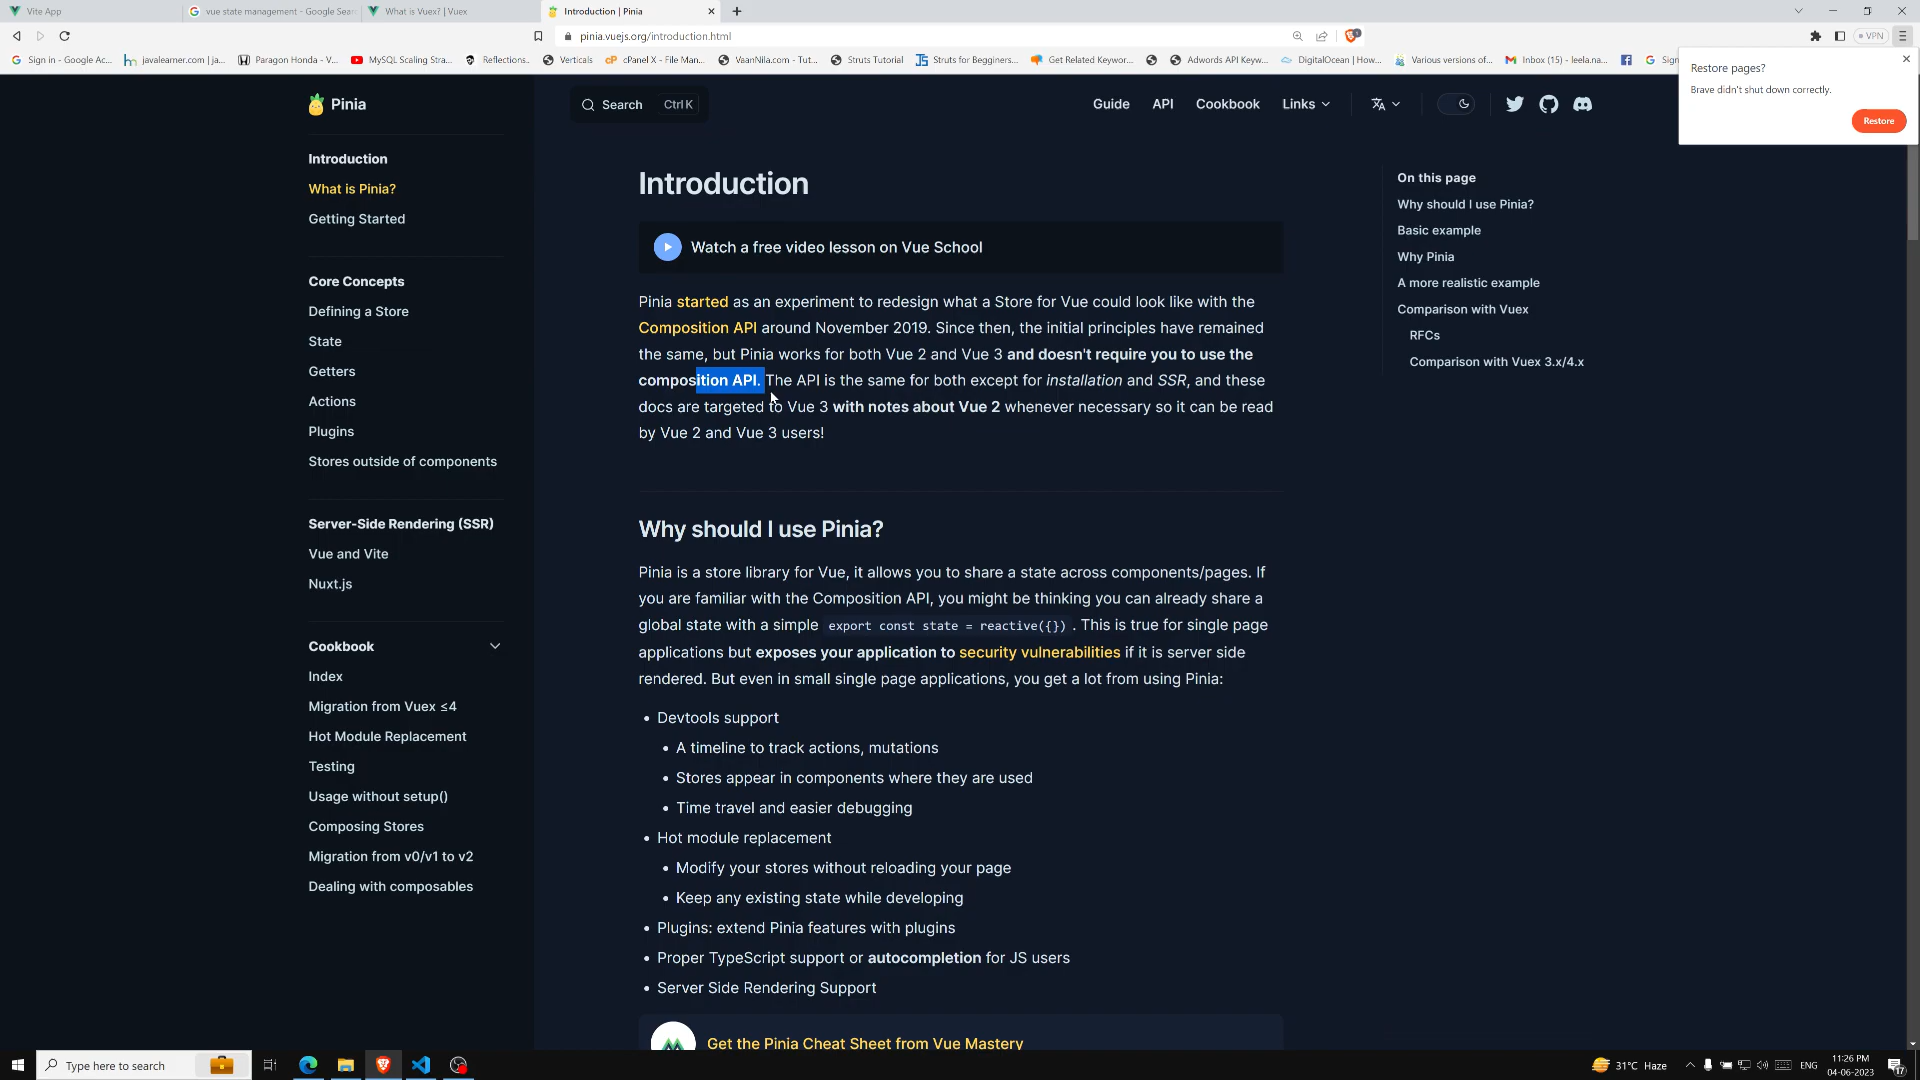 Vite App
vue state management - Google Sear
What is Vuex? | Vuex
Introduction | Pinia
pinia.vuejs.org/introduction.html
VPN
Sign in - Google Ac...
javalearner.com | ja...
Paragon Honda - V...
MySQL Scaling Stra...
Reflections..
Verticals
cPanel X - File Man...
VaanNila.com - Tut...
Struts Tutorial
Struts for Begginers...
Get Related Keywor...
Adwords API Keyw...
DigitalOcean | How...
Various versions of...
Inbox (15) - leela.na...
Restore pages?
Brave didn't shut down correctly.
Restore
Pinia
Search
Ctrl K
Guide
API
Cookbook
Links
Introduction
What is Pinia?
Getting Started
Core Concepts
Defining a Store
State
Getters
Actions
Plugins
Stores outside of components
Server-Side Rendering (SSR)
Vue and Vite
Nuxt.js
Cookbook
Index
Migration from Vuex ≤4
Hot Module Replacement
Testing
Usage without setup()
Composing Stores
Migration from v0/v1 to v2
Dealing with composables
Introduction
Watch a free video lesson on Vue School
Pinia started as an experiment to redesign what a Store for Vue could look like with the
Composition API around November 2019. Since then, the initial principles have remained
the same, but Pinia works for both Vue 2 and Vue 3 and doesn't require you to use the
composition API. The API is the same for both except for installation and SSR, and these
docs are targeted to Vue 3 with notes about Vue 2 whenever necessary so it can be read
by Vue 2 and Vue 3 users!
Why should I use Pinia?
Pinia is a store library for Vue, it allows you to share a state across components/pages. If
you are familiar with the Composition API, you might be thinking you can already share a
global state with a simple export const state = reactive({}) . This is true for single page
applications but exposes your application to security vulnerabilities if it is server side
rendered. But even in small single page applications, you get a lot from using Pinia:
• Devtools support
• A timeline to track actions, mutations
• Stores appear in components where they are used
• Time travel and easier debugging
• Hot module replacement
• Modify your stores without reloading your page
• Keep any existing state while developing
• Plugins: extend Pinia features with plugins
• Proper TypeScript support or autocompletion for JS users
• Server Side Rendering Support
Get the Pinia Cheat Sheet from Vue Mastery
On this page
Why should I use Pinia?
Basic example
Why Pinia
A more realistic example
Comparison with Vuex
RFCs
Comparison with Vuex 3.x/4.x
Type here to search
31°C Haze
ENG
11:26 PM
04-06-2023